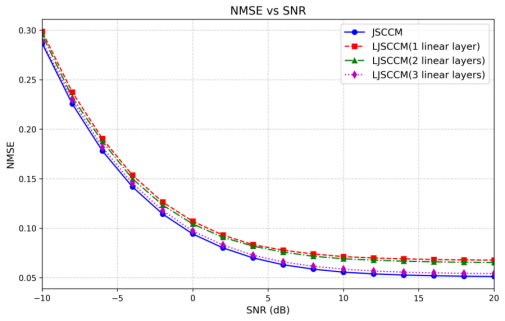 NMSE vs SNR
JSCCM
LJSCCM(1 linear layer)
LJSCCM(2 linear layers)
LJSCCM(3 linear layers)
NMSE
0.30
0.25
0.20
0.15
0.10
0.05
−10
−5
0
5
10
15
20
SNR (dB)